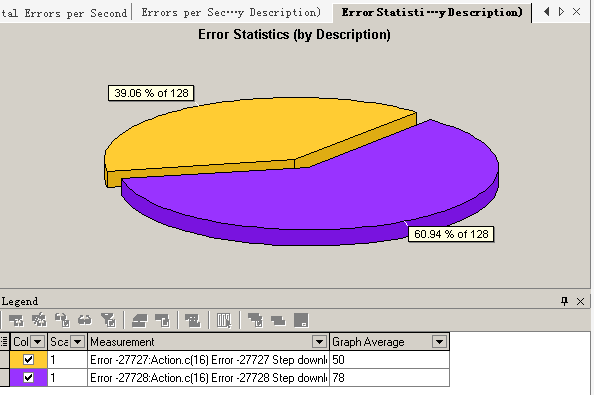 tal Errors per Second Errors per Sec⋯y Description) Error Statisti⋯y Description)
Error Statistics (by Description)
39.06 % of 128
60.94 % of 128
Legend
Col Sca Measurement Graph Average
1 Error -27727:Action.c(16) Error -27727 Step downl 50
1 Error -27728:Action.c(16) Error -27728 Step downl 78